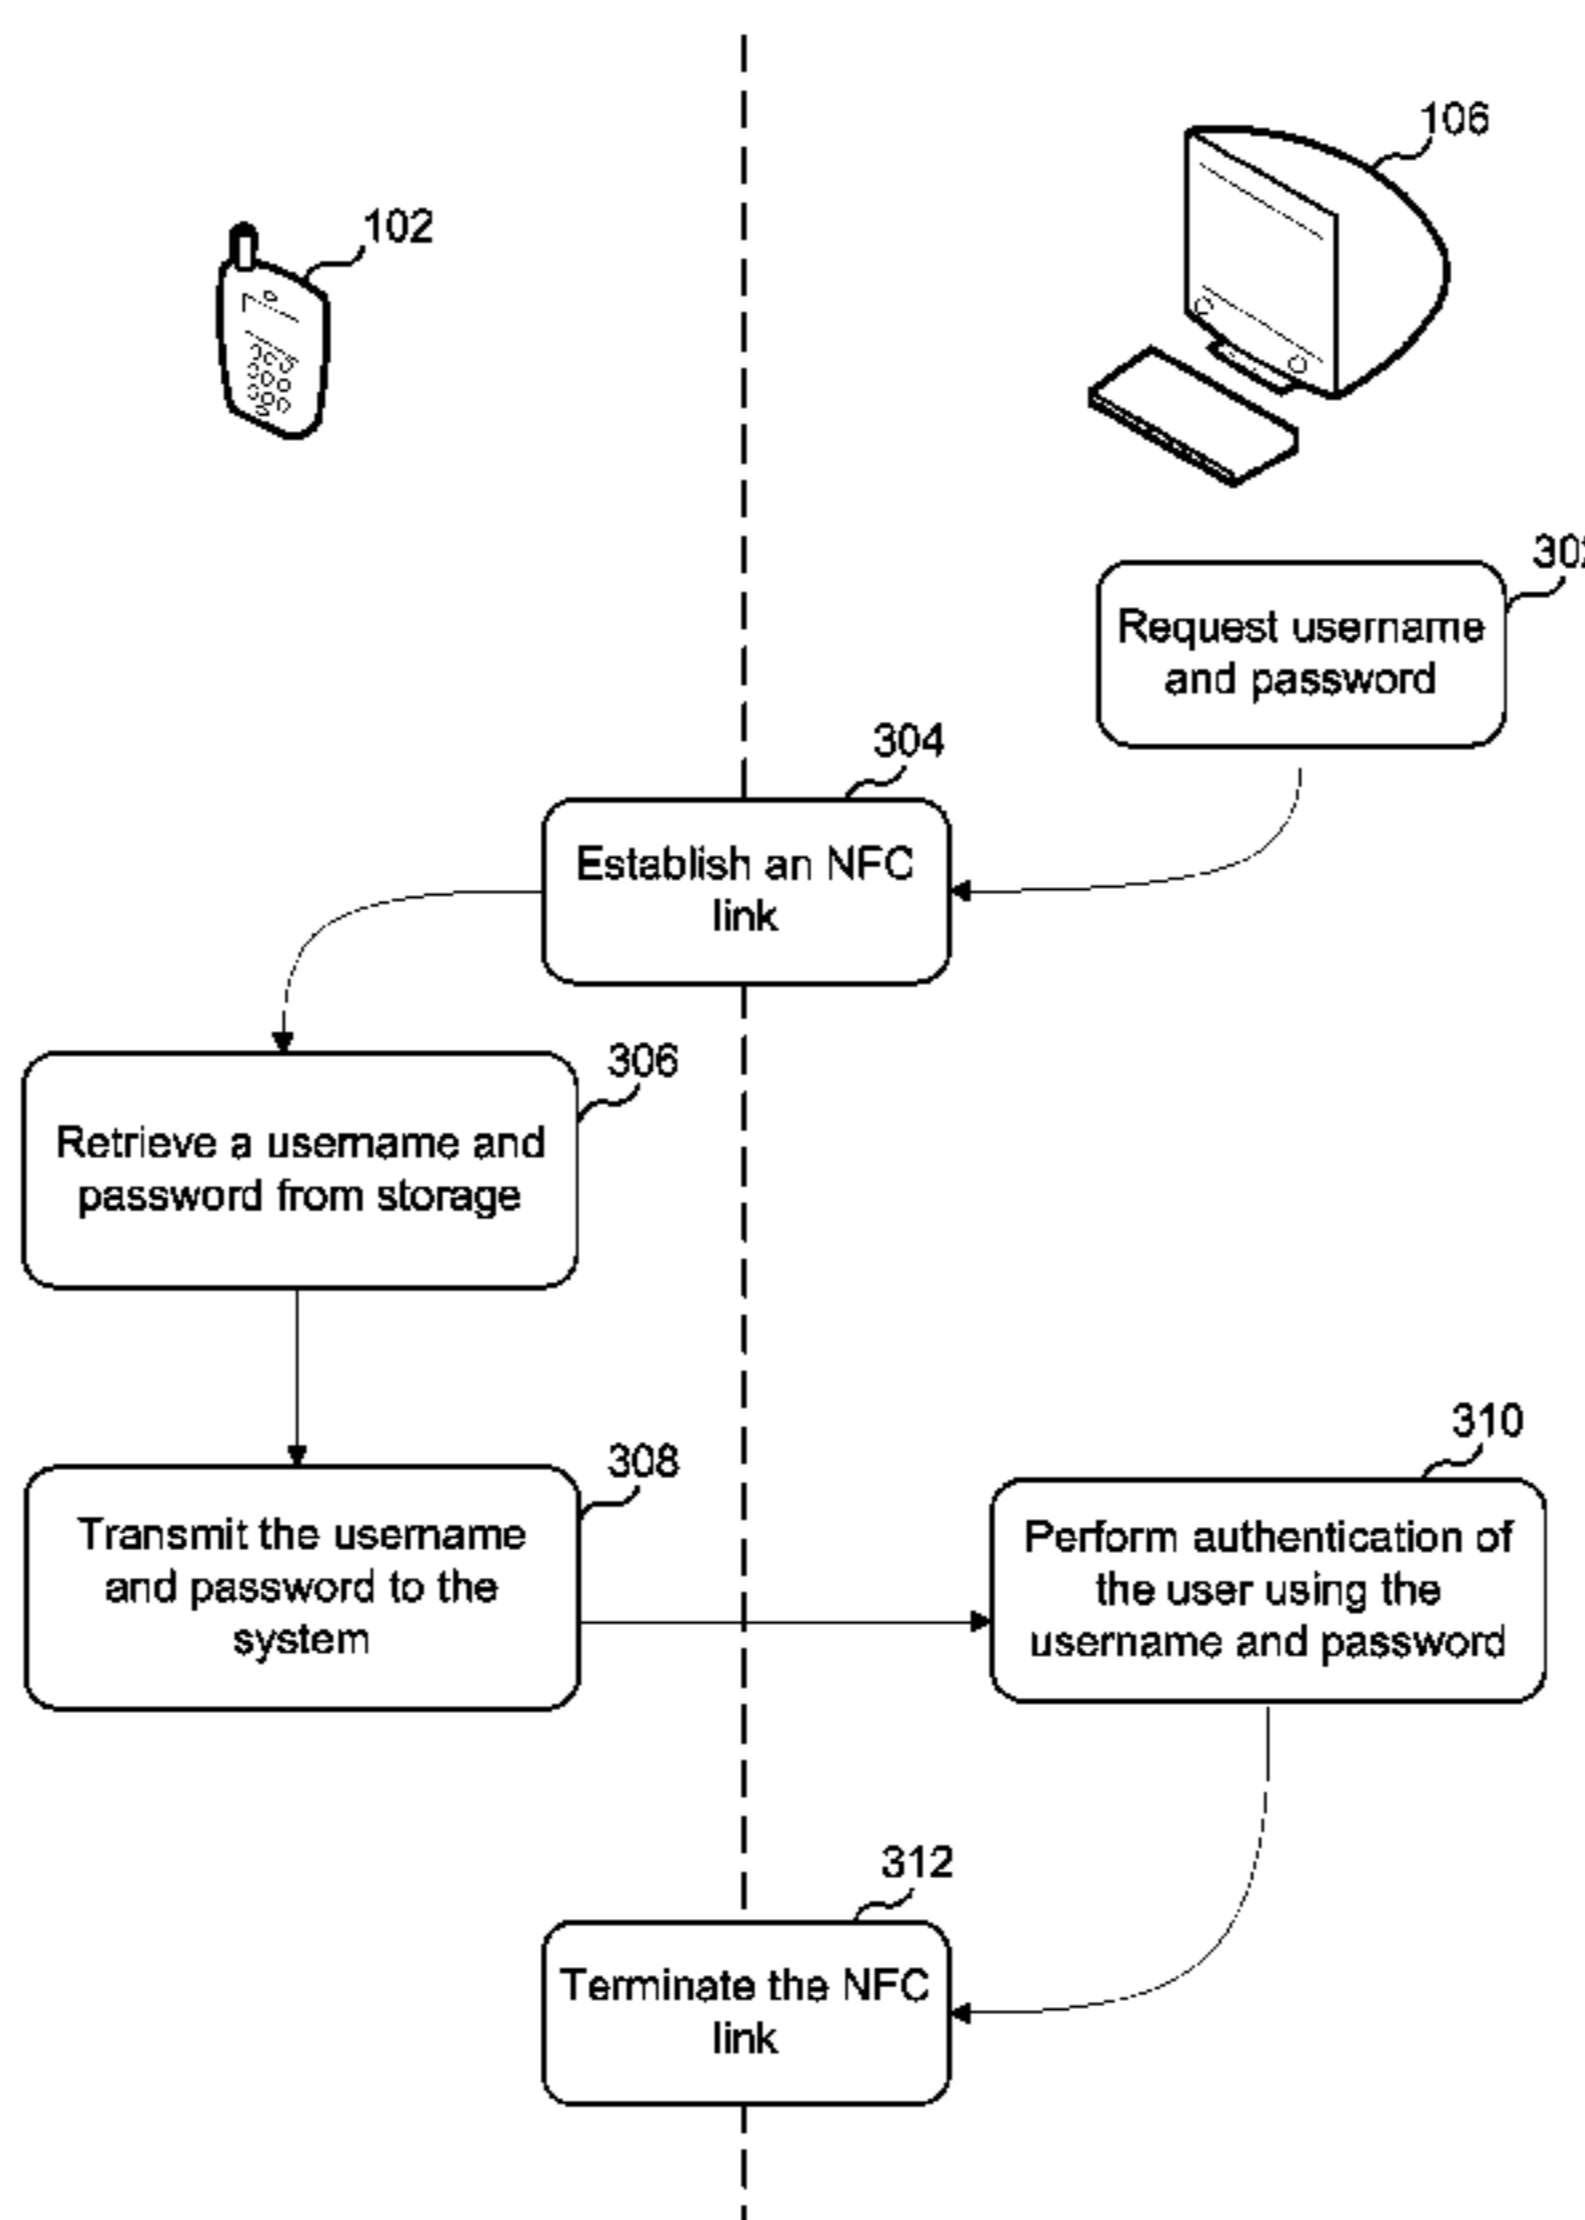 106
102
302
Request username
and password
304
Establish an NFC
link
306
Retrieve a username and
password from storage
308
Transmit the username
and password to the
system
310
Perform authentication of
the user using the
username and password
312
Terminate the NFC
link